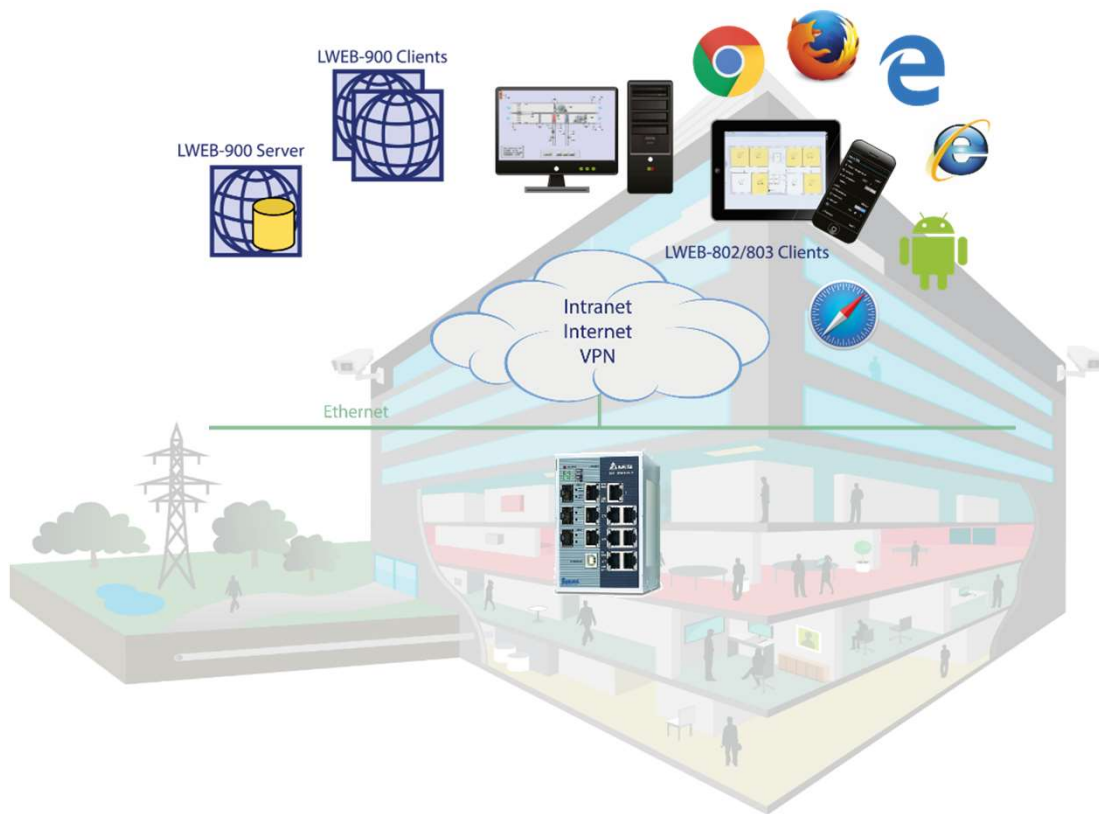 LWEB-900 Clients
LWEB-900 Server
LWEB-802/803 Clients
Intranet
Internet
VPN
Ethernet